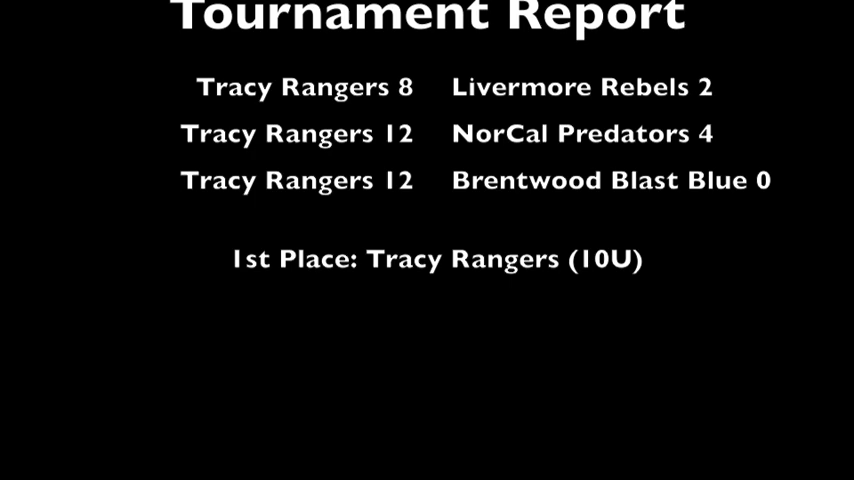 Tournament Report
Tracy Rangers 8 Livermore Rebels 2
Tracy Rangers 12 NorCal Predators 4
Tracy Rangers 12 Brentwood Blast Blue 0
1st Place: Tracy Rangers (10U)